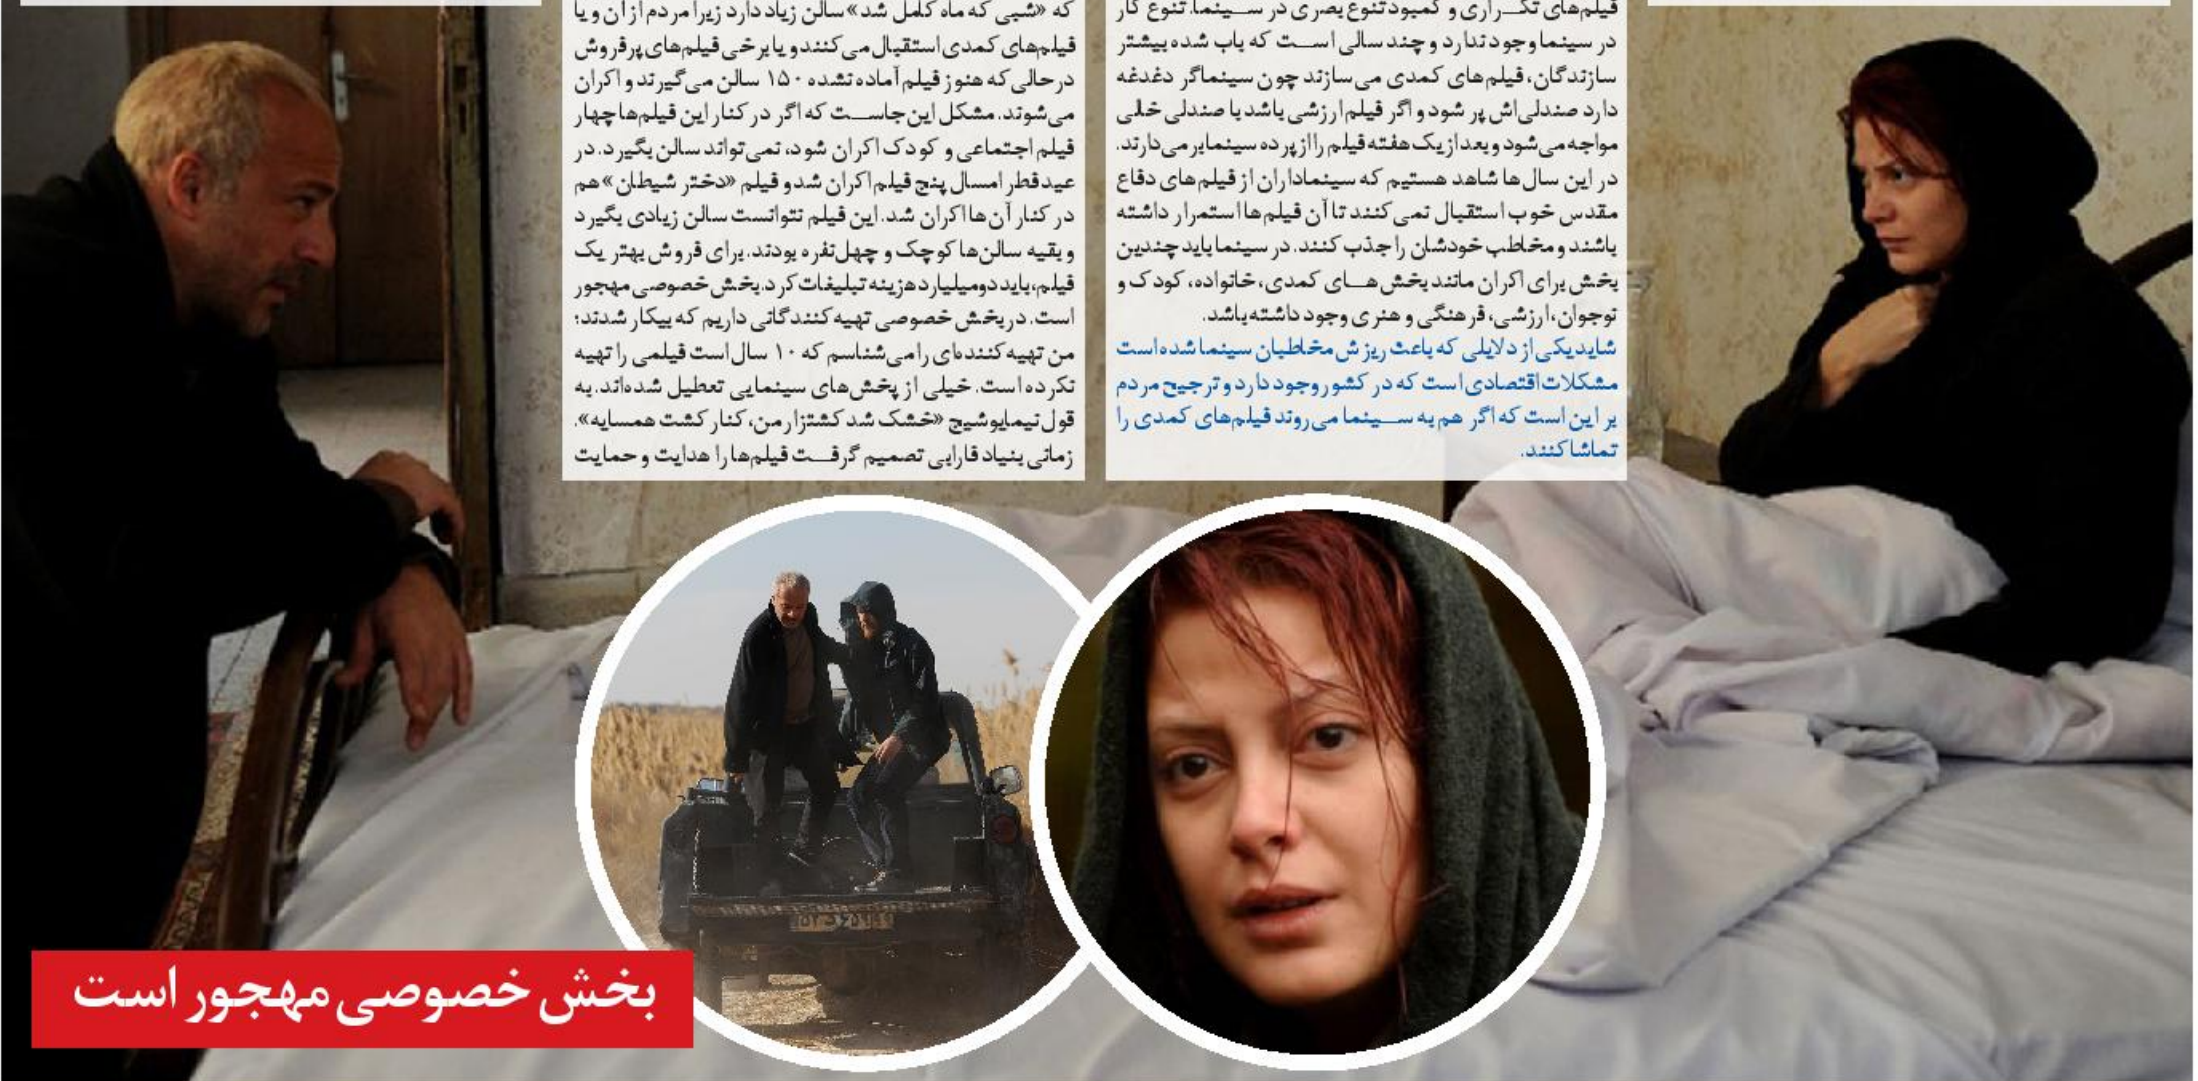 فیلم‌های تکـــراری و کمبود تنوع بصری در ســینما. تنوع کار
در سینما وجود ندارد و چند سالی اســت که باب شده بیشتر
سازندگان، فیلم‌های کمدی می‌سازند چون سینماگر دغدغه
دارد صندلی‌اش پر شود و اگر فیلم ارزشی باشد با صندلی خالی
مواجه می‌شود و بعد از یک هفته فیلم را از پرده سینما بر می‌دارند.
در این سال‌ها شاهد هستیم که سینماداران از فیلم‌های دفاع
مقدس خوب استقبال نمی‌کنند تا آن فیلم‌ها استمرار داشته
باشند و مخاطب خودشان را جذب کنند. در سینما باید چندین
بخش برای اکران مانند بخش‌هــای کمدی، خانواده، کودک و
نوجوان، ارزشی، فرهنگی و هنری وجود داشته باشد.
شاید یکی از دلایلی که باعث ریزش مخاطبان سینما شده است
مشکلات اقتصادی است که در کشور وجود دارد و ترجیح مردم
بر این است که اگر هم به ســینما می‌روند فیلم‌های کمدی را
تماشا کنند.
که «شبی که ماه کامل شد» سالن زیاد دارد زیرا مردم از آن و یا
فیلم‌های کمدی استقبال می‌کنند و یا برخی فیلم‌های پرفروش
در حالی که هنوز فیلم آماده نشده ۱۵۰ سالن می‌گیرند و اکران
می‌شوند. مشکل این جاســت که اگر در کنار این فیلم‌ها چهار
فیلم اجتماعی و کودک اکران شود، نمی‌تواند سالن بگیرد. در
عید فطر امسال پنج فیلم اکران شد و فیلم «دختر شیطان» هم
در کنار آن‌ها اکران شد. این فیلم نتوانست سالن زیادی بگیرد
و بقیه سالن‌ها کوچک و چهل‌نفره بودند. برای فروش بهتر یک
فیلم، باید دو میلیارد هزینه تبلیغات کرد. بخش خصوصی مهجور
است. در بخش خصوصی تهیه کنندگانی داریم که بیکار شدند؛
من تهیه کننده‌ای را می‌شناسم که ۱۰ سال است فیلمی را تهیه
نکرده است. خیلی از پخش‌های سینمایی تعطیل شده‌اند. به
قول نیما یوشیج «خشک شد کشتزار من، کنار کشت همسایه».
زمانی بنیاد فارابی تصمیم گرفــت فیلم‌ها را هدایت و حمایت
بخش خصوصی مهجور است